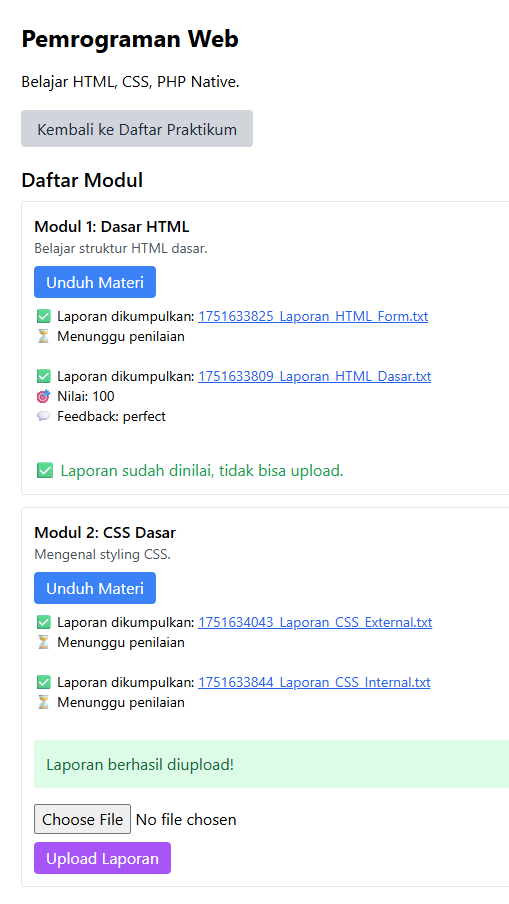 Pemrograman Web
Belajar HTML, CSS, PHP Native.
Kembali ke Daftar Praktikum
Daftar Modul
Modul 1: Dasar HTML
Belajar struktur HTML dasar.
Unduh Materi
✅ Laporan dikumpulkan: 1751633825_Laporan_HTML_Form.txt
⏳ Menunggu penilaian
✅ Laporan dikumpulkan: 1751633809_Laporan_HTML_Dasar.txt
🎯 Nilai: 100
💬 Feedback: perfect
✅ Laporan sudah dinilai, tidak bisa upload.
Modul 2: CSS Dasar
Mengenal styling CSS.
Unduh Materi
✅ Laporan dikumpulkan: 1751634043_Laporan_CSS_External.txt
⏳ Menunggu penilaian
✅ Laporan dikumpulkan: 1751633844_Laporan_CSS_Internal.txt
⏳ Menunggu penilaian
Laporan berhasil diupload!
Choose File No file chosen
Upload Laporan